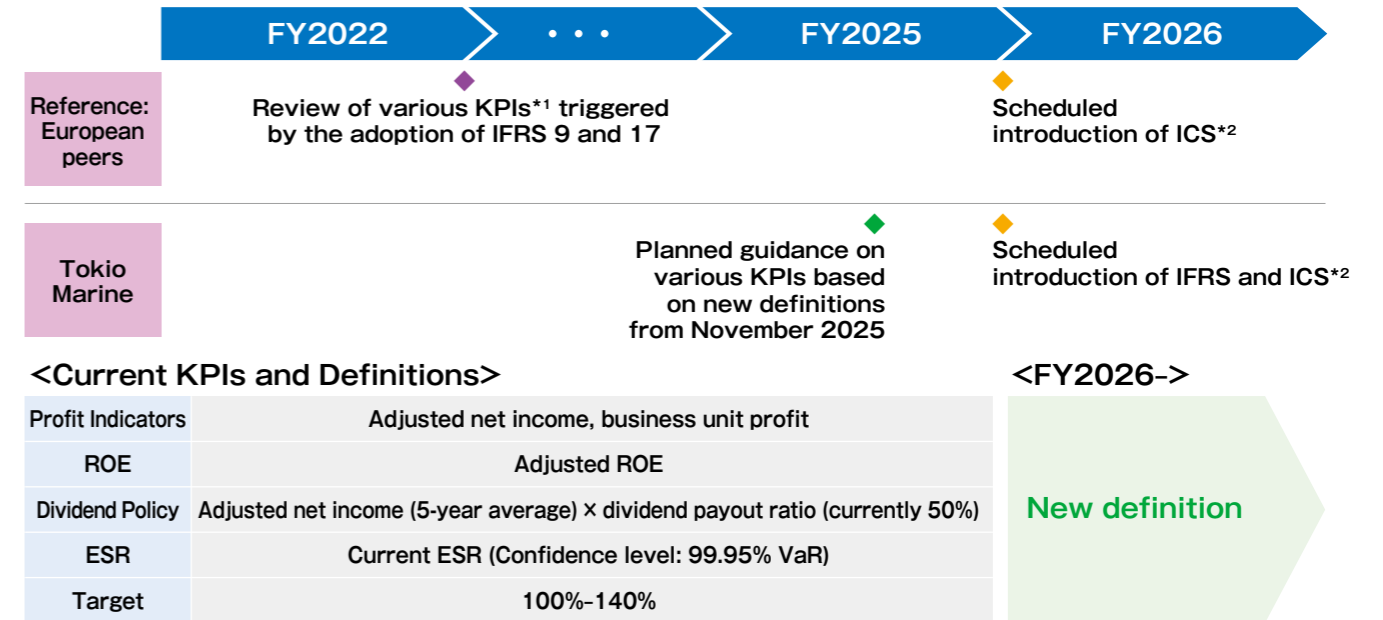 FY2022
• • •
FY2025
FY2026
Reference:
European
peers
Review of various KPIs*1 triggered
by the adoption of IFRS 9 and 17
Scheduled
introduction of ICS*2
Tokio
Marine
Planned guidance on
various KPIs based
on new definitions
from November 2025
Scheduled
introduction of IFRS and ICS*2
<Current KPIs and Definitions>
<FY2026–>
Profit Indicators
Adjusted net income, business unit profit
ROE
Adjusted ROE
Dividend Policy
Adjusted net income (5-year average) × dividend payout ratio (currently 50%)
ESR
Current ESR (Confidence level: 99.95% VaR)
Target
100%–140%
New definition